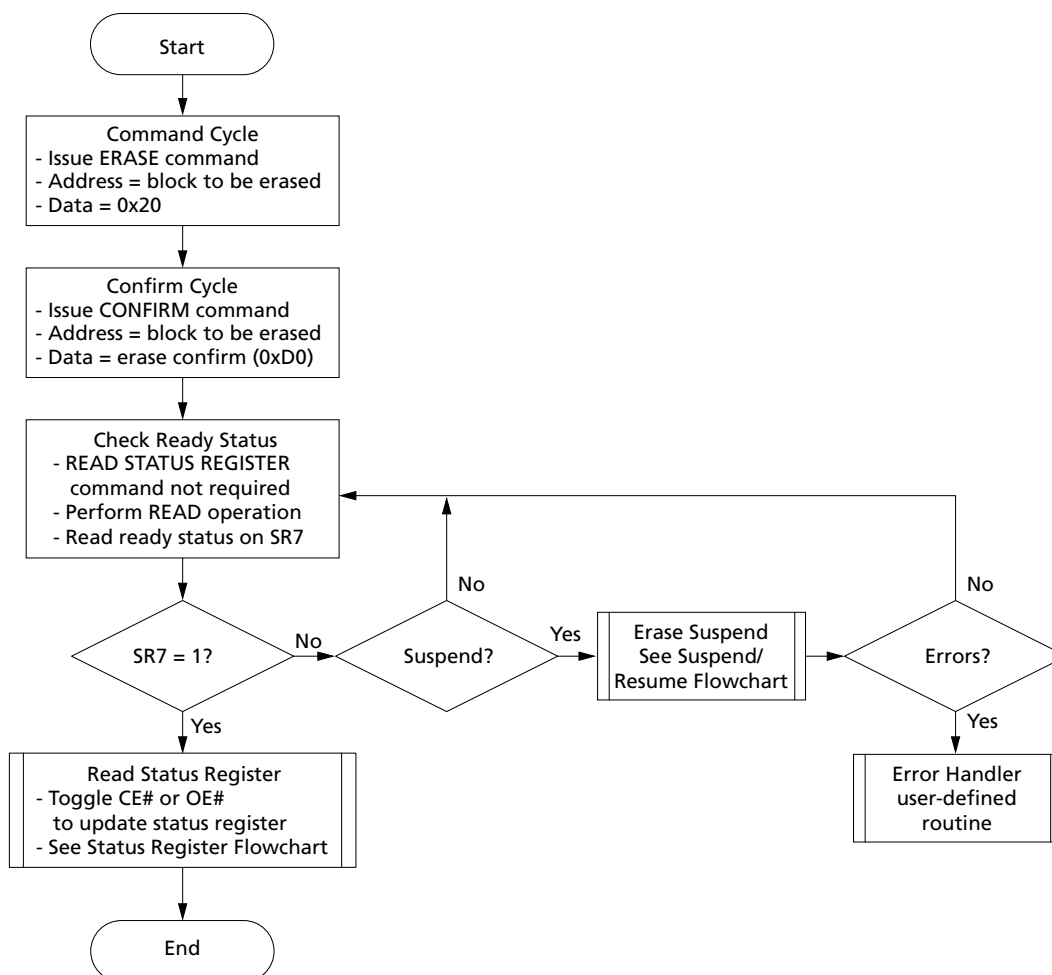 Start
Command Cycle
- Issue ERASE command
- Address = block to be erased
- Data = 0x20
Confirm Cycle
- Issue CONFIRM command
- Address = block to be erased
- Data = erase confirm (0xD0)
Check Ready Status
- READ STATUS REGISTER
command not required
- Perform READ operation
- Read ready status on SR7
No
No
SR7 = 1?
No
Suspend?
Yes
Erase Suspend
See Suspend/
Resume Flowchart
Errors?
Yes
Yes
Read Status Register
- Toggle CE# or OE#
to update status register
- See Status Register Flowchart
Error Handler
user-defined
routine
End